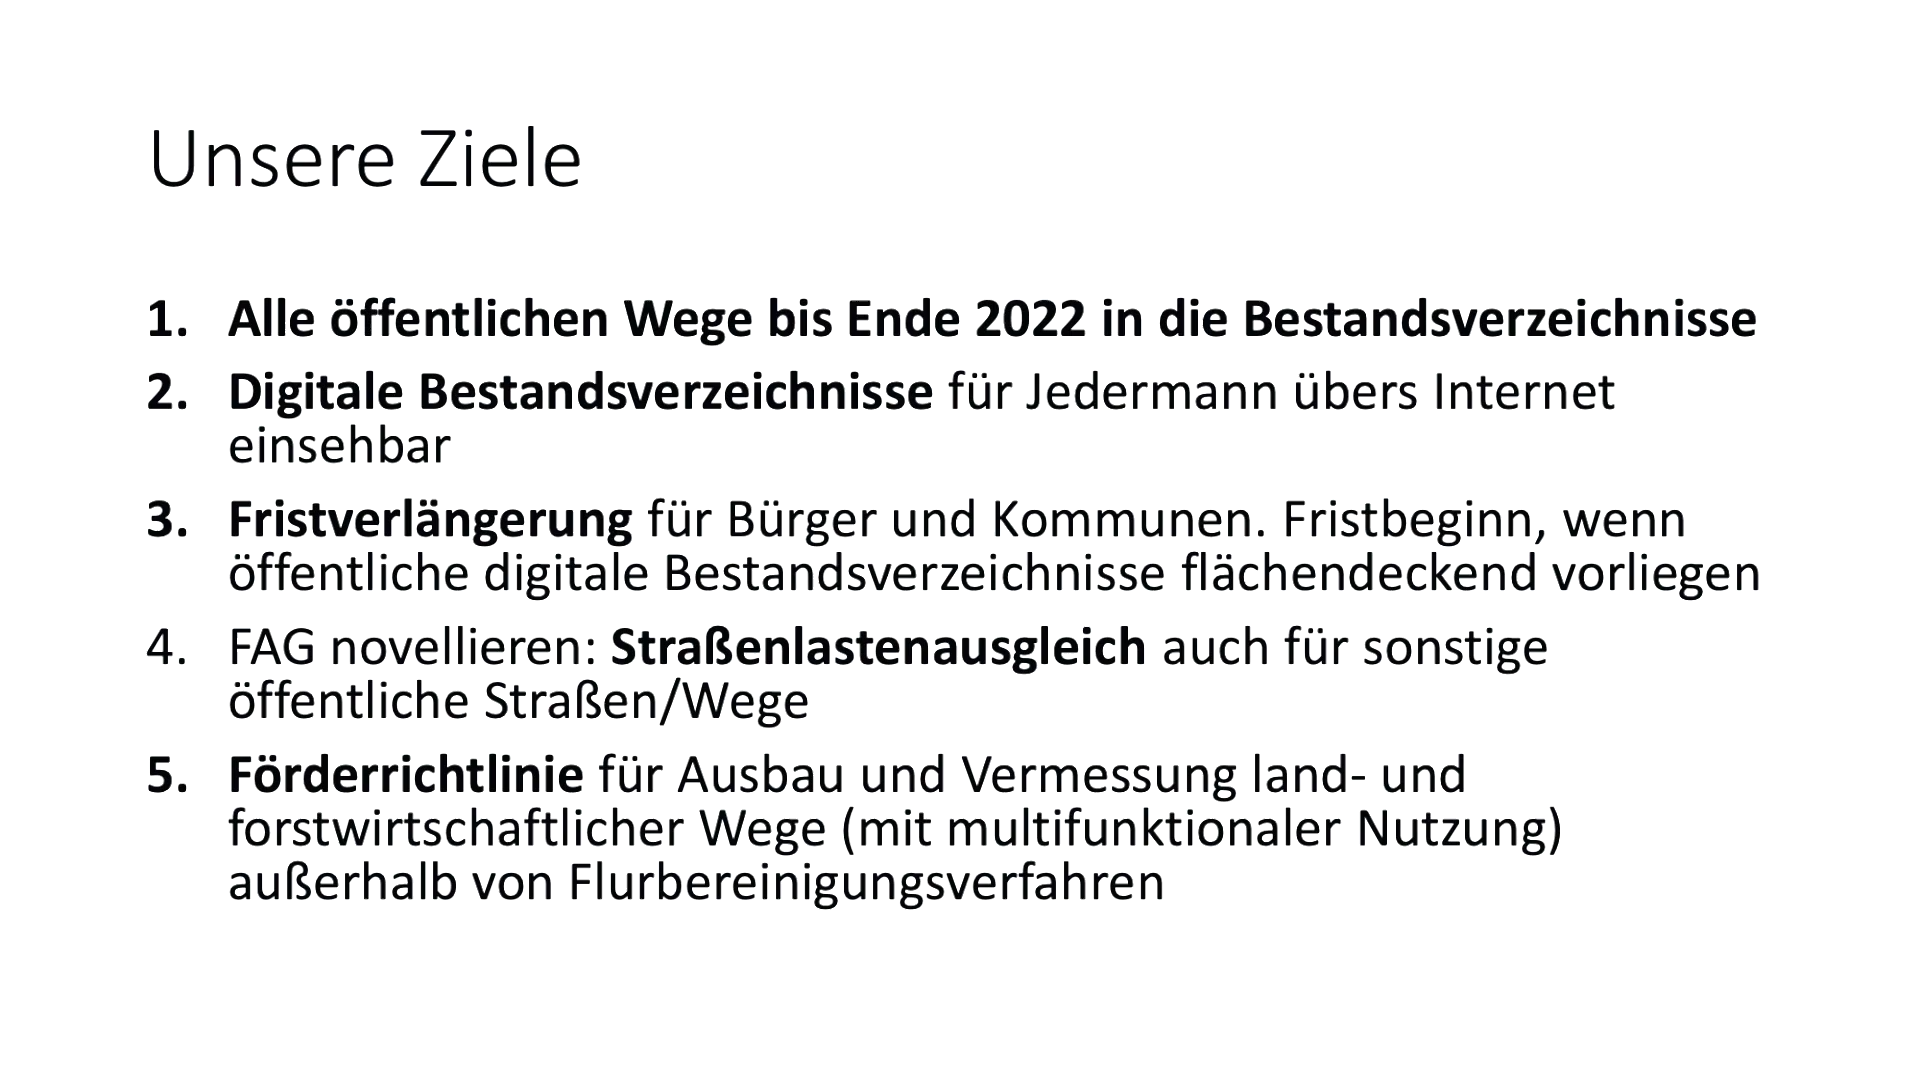 Unsere Ziele
1. Alle öffentlichen Wege bis Ende 2022 in die Bestandsverzeichnisse
2. Digitale Bestandsverzeichnisse für Jedermann übers Internet
einsehbar
3. Fristverlängerung für Bürger und Kommunen. Fristbeginn, wenn
öffentliche digitale Bestandsverzeichnisse flächendeckend vorliegen
4. FAG novellieren: Straßenlastenausgleich auch für sonstige
öffentliche Straßen/Wege
5. Förderrichtlinie für Ausbau und Vermessung land- und
forstwirtschaftlicher Wege (mit multifunktionaler Nutzung)
außerhalb von Flurbereinigungsverfahren